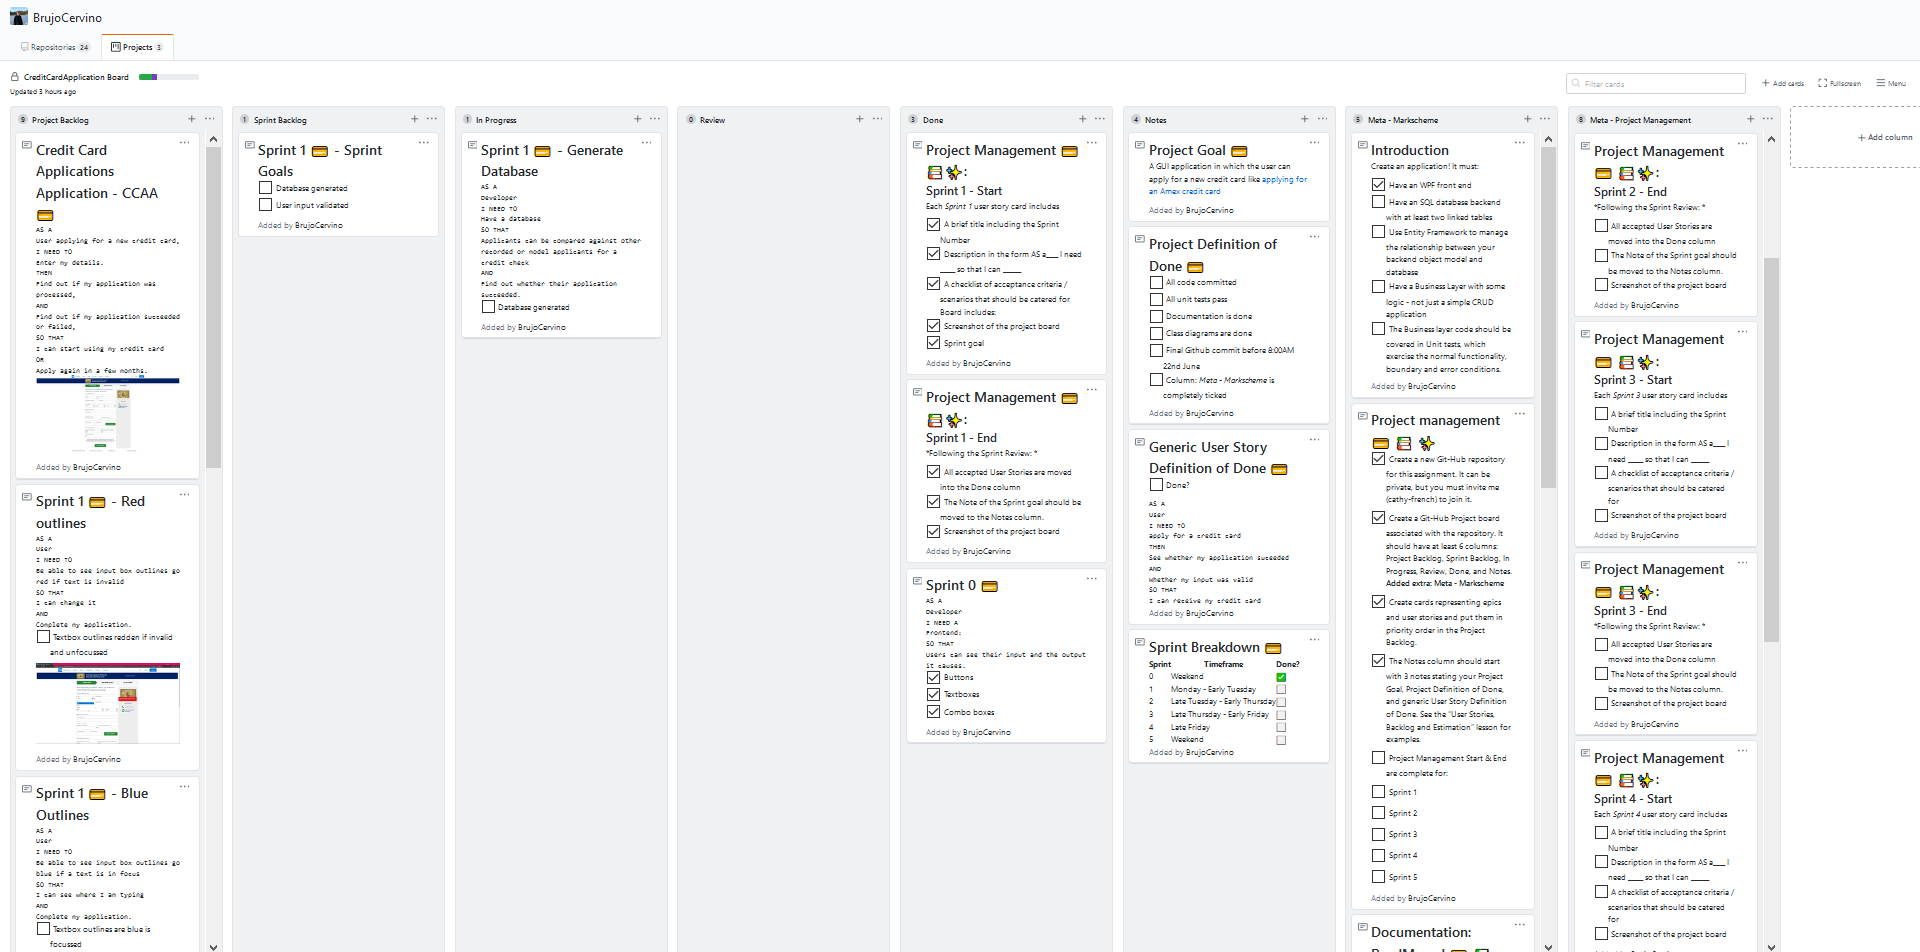 BrujoCervino
Repositories 24
Projects 3
CreditCardApplication Board
Updated 3 hours ago
Filter cards
+ Add cards
Fullscreen
Menu
9 Project Backlog
Credit Card
Applications
Application - CCAA
AS A
User applying for a new credit card,
I NEED TO
Enter my details.
THEN
Find out if my application was
processed,
AND
Find out if my application succeeded
or failed,
SO THAT
I can start using my credit card
OR
Apply again in a few months.
Added by BrujoCervino
Sprint 1 - Red
outlines
AS A
User
I NEED TO
Be able to see input box outlines go
red if text is invalid
SO THAT
I can change it
AND
Complete my application.
Textbox outlines redden if invalid
and unfocussed
Added by BrujoCervino
Sprint 1 - Blue
Outlines
AS A
User
I NEED TO
Be able to see input box outlines go
blue if a text is in focus
SO THAT
I can see where I am typing
AND
Complete my application.
Textbox outlines are blue is
focussed
1 Sprint Backlog
Sprint 1 - Sprint
Goals
Database generated
User input validated
Added by BrujoCervino
1 In Progress
Sprint 1 - Generate
Database
AS A
Developer
I NEED TO
Have a database
SO THAT
Applicants can be compared against other
recorded or model applicants for a
credit check
AND
Find out whether their application
succeeded.
Database generated
Added by BrujoCervino
0 Review
3 Done
Project Management
:
Sprint 1 - Start
Each Sprint 1 user story card includes
A brief title including the Sprint
Number
Description in the form AS a___ I need
____ so that I can _____
A checklist of acceptance criteria /
scenarios that should be catered for
Board includes:
Screenshot of the project board
Sprint goal
Added by BrujoCervino
Project Management
:
Sprint 1 - End
*Following the Sprint Review: *
All accepted User Stories are moved
into the Done column
The Note of the Sprint goal should be
moved to the Notes column.
Screenshot of the project board
Added by BrujoCervino
Sprint 0
AS A
Developer
I NEED A
Frontend:
SO THAT
Users can see their input and the output
it causes.
Buttons
Textboxes
Combo boxes
Added by BrujoCervino
4 Notes
Project Goal
A GUI application in which the user can
apply for a new credit card like applying for
an Amex credit card
Added by BrujoCervino
Project Definition of
Done
All code committed
All unit tests pass
Documentation is done
Class diagrams are done
Final Github commit before 8:00AM
22nd June
Column: Meta - Markscheme is
completely ticked
Added by BrujoCervino
Generic User Story
Definition of Done
Done?
AS A
User
I NEED TO
apply for a credit card
THEN
See whether my application succeeded
AND
Whether my input was valid
SO THAT
I can receive my credit card
Added by BrujoCervino
Sprint Breakdown
Sprint Timeframe Done?
0 Weekend
1 Monday - Early Tuesday
2 Late Tuesday - Early Thursday
3 Late Thursday - Early Friday
4 Late Friday
5 Weekend
Added by BrujoCervino
5 Meta - Markscheme
Introduction
Create an application! It must:
Have an WPF front end
Have an SQL database backend
with at least two linked tables
Use Entity Framework to manage
the relationship between your
backend object model and
database
Have a Business Layer with some
logic - not just a simple CRUD
application
The Business layer code should be
covered in Unit tests, which
exercise the normal functionality,
boundary and error conditions.
Added by BrujoCervino
Project management
Create a new Git-Hub repository
for this assignment. It can be
private, but you must invite me
(cathy-french) to join it.
Create a Git-Hub Project board
associated with the repository. It
should have at least 6 columns:
Project Backlog, Sprint Backlog, In
Progress, Review, Done, and Notes.
Added extra: Meta - Markscheme
Create cards representing epics
and user stories and put them in
priority order in the Project
Backlog.
The Notes column should start
with 3 notes stating your Project
Goal, Project Definition of Done,
and generic User Story Definition
of Done. See the "User Stories,
Backlog and Estimation" lesson for
examples.
Project Management Start & End
are complete for:
Sprint 1
Sprint 2
Sprint 3
Sprint 4
Sprint 5
Added by BrujoCervino
Documentation:
8 Meta - Project Management
Project Management
:
Sprint 2 - End
*Following the Sprint Review: *
All accepted User Stories are
moved into the Done column
The Note of the Sprint goal should
be moved to the Notes column.
Screenshot of the project board
Added by BrujoCervino
Project Management
:
Sprint 3 - Start
Each Sprint 3 user story card includes
A brief title including the Sprint
Number
Description in the form AS a___ I
need ____ so that I can _____
A checklist of acceptance criteria /
scenarios that should be catered
for
Screenshot of the project board
Added by BrujoCervino
Project Management
:
Sprint 3 - End
*Following the Sprint Review: *
All accepted User Stories are
moved into the Done column
The Note of the Sprint goal should
be moved to the Notes column.
Screenshot of the project board
Added by BrujoCervino
Project Management
:
Sprint 4 - Start
Each Sprint 4 user story card includes
A brief title including the Sprint
Number
Description in the form AS a___ I
need ____ so that I can _____
A checklist of acceptance criteria /
scenarios that should be catered
for
Screenshot of the project board
+ Add column